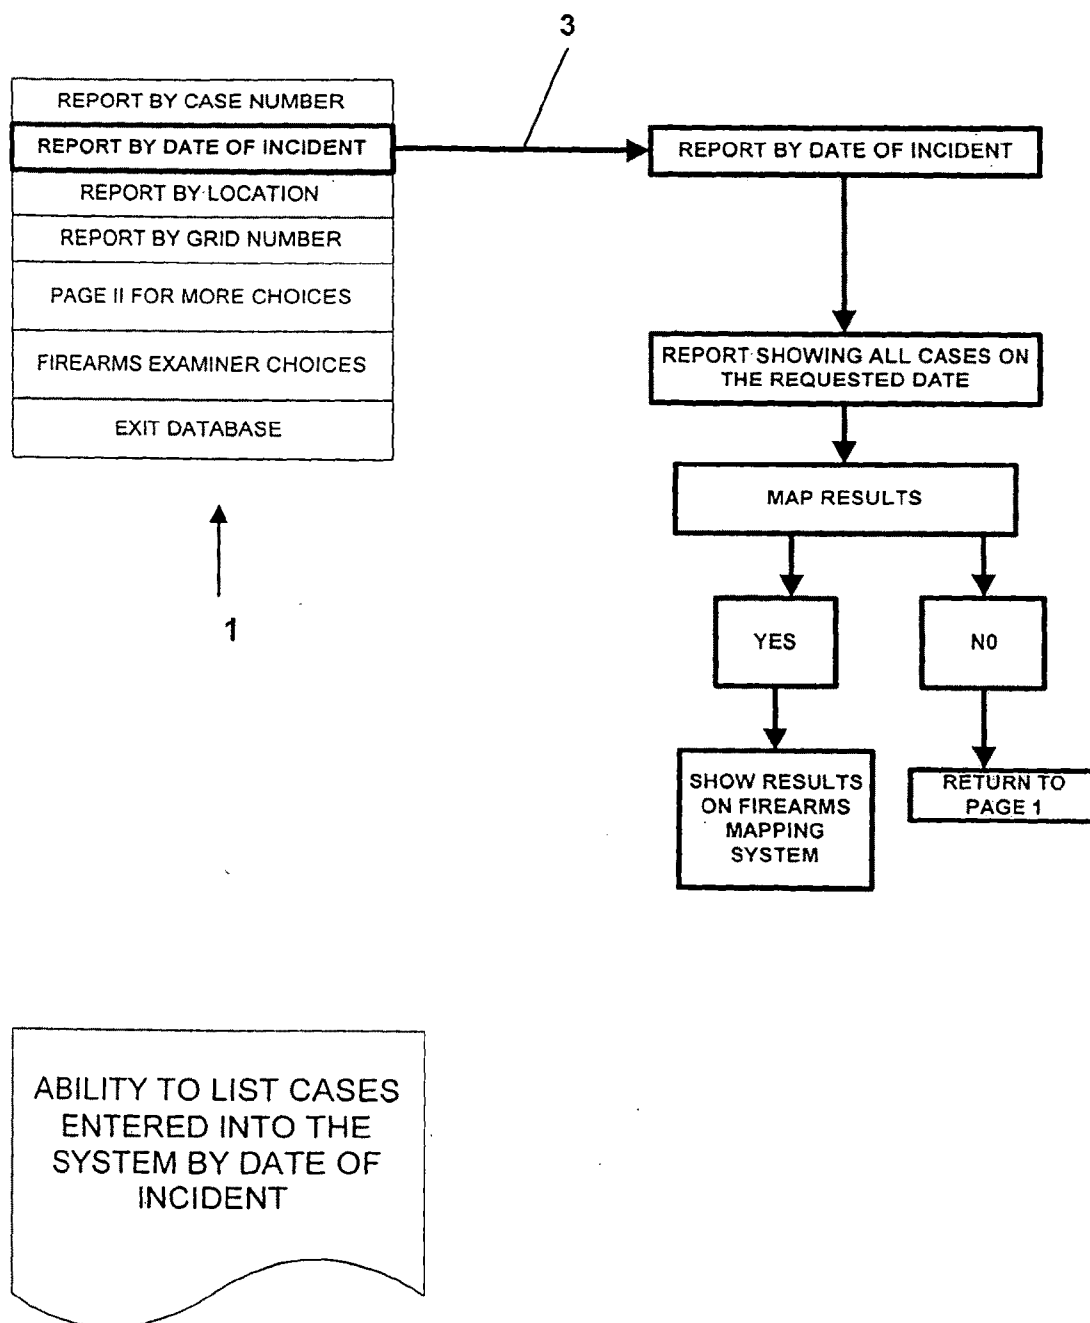 3
REPORT BY CASE NUMBER
REPORT BY DATE OF INCIDENT
REPORT BY LOCATION
REPORT BY GRID NUMBER
PAGE II FOR MORE CHOICES
FIREARMS EXAMINER CHOICES
EXIT DATABASE
1
REPORT BY DATE OF INCIDENT
REPORT SHOWING ALL CASES ON
THE REQUESTED DATE
MAP RESULTS
YES
N0
SHOW RESULTS
ON FIREARMS
MAPPING
SYSTEM
RETURN TO
PAGE 1
ABILITY TO LIST CASES
ENTERED INTO THE
SYSTEM BY DATE OF
INCIDENT